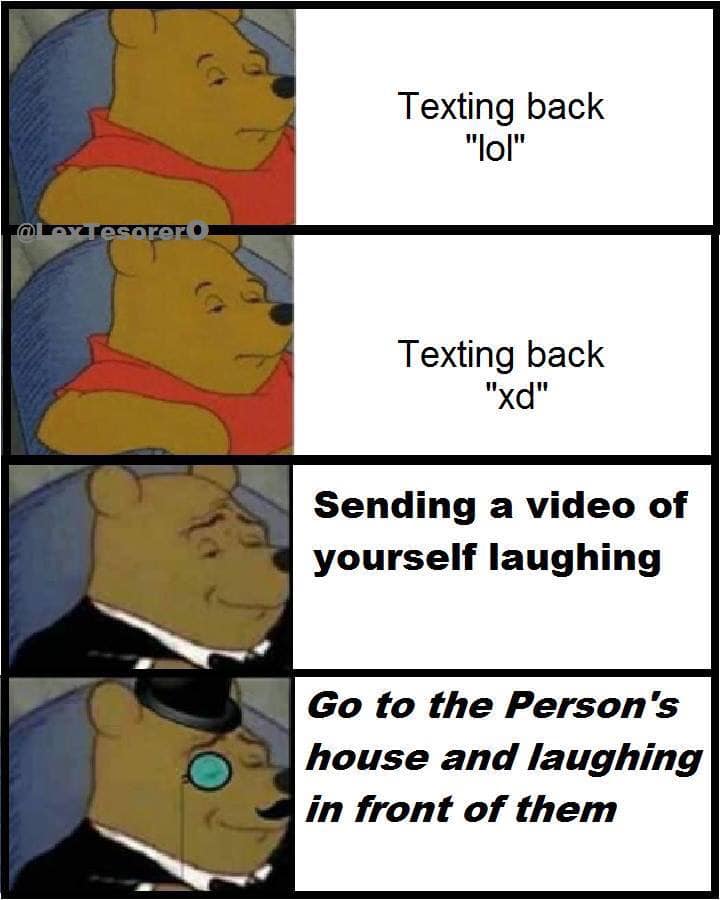 Texting back
"lol"
@LexTesorerO
Texting back
"xd"
Sending a video of
yourself laughing
Go to the Person's
house and laughing
in front of them